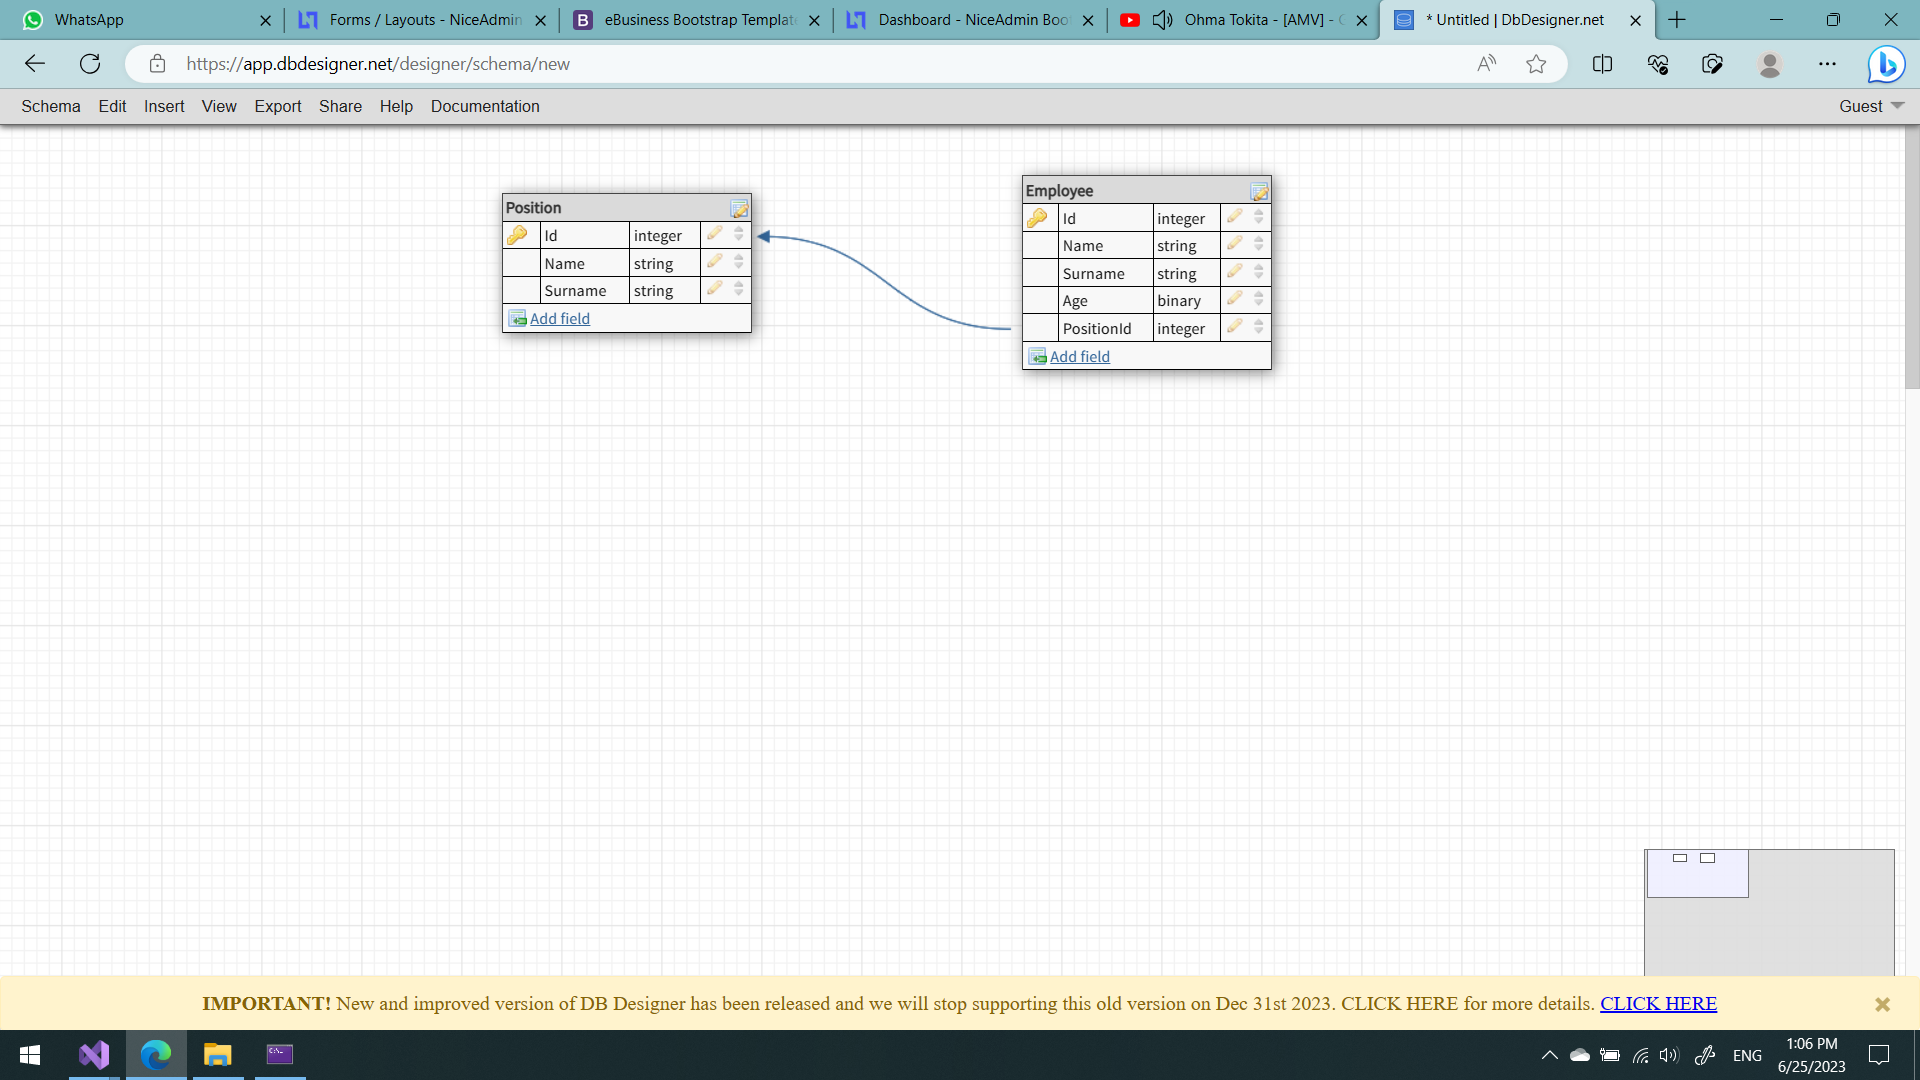 WhatsApp
Forms / Layouts - NiceAdmin
eBusiness Bootstrap Template
Dashboard - NiceAdmin Boot
Ohma Tokita - [AMV] -
* Untitled | DbDesigner.net
https://app.dbdesigner.net/designer/schema/new
Schema Edit Insert View Export Share Help Documentation
Guest
Position
Id integer
Name string
Surname string
Add field
Employee
Id integer
Name string
Surname string
Age binary
PositionId integer
Add field
IMPORTANT! New and improved version of DB Designer has been released and we will stop supporting this old version on Dec 31st 2023. CLICK HERE for more details. CLICK HERE
ENG
1:06 PM
6/25/2023